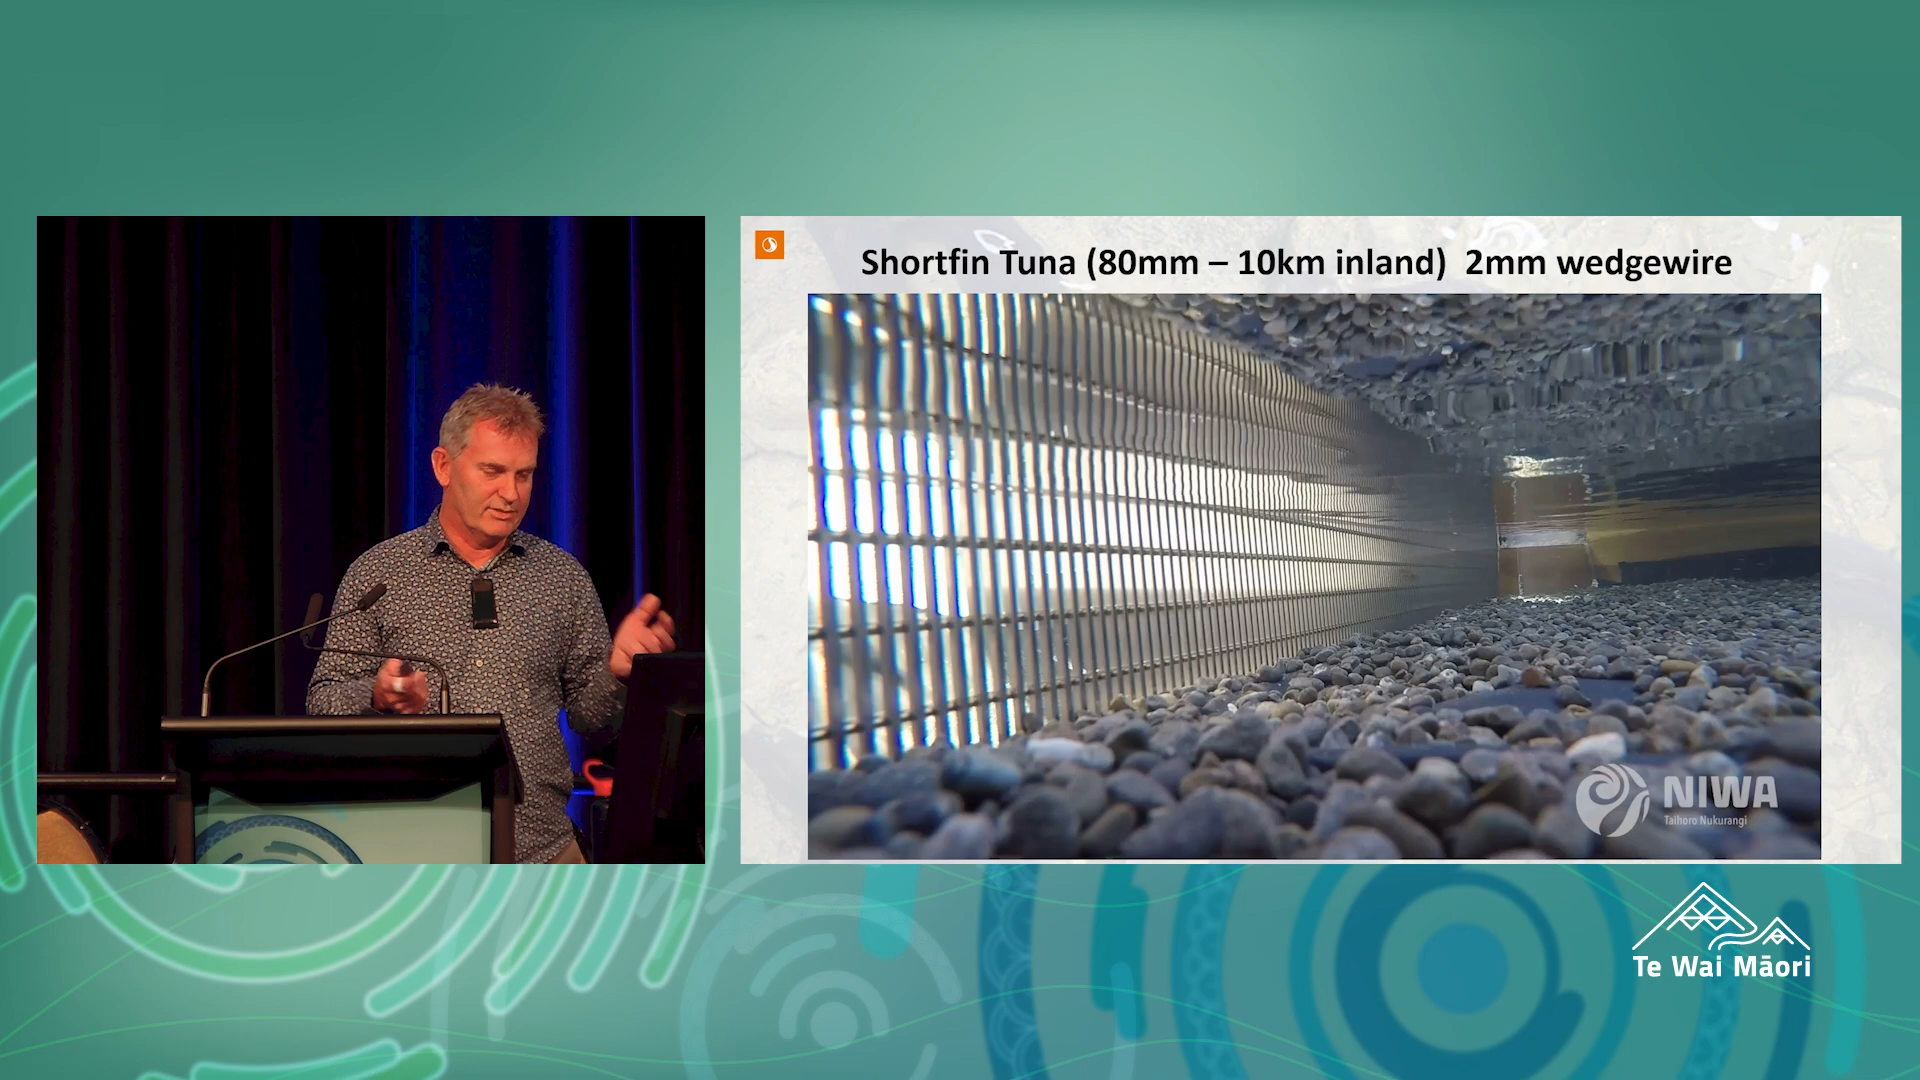 Shortfin Tuna (80mm – 10km inland)  2mm wedgewire
NIWA
Taihoro Nukurangi
Te Wai Māori